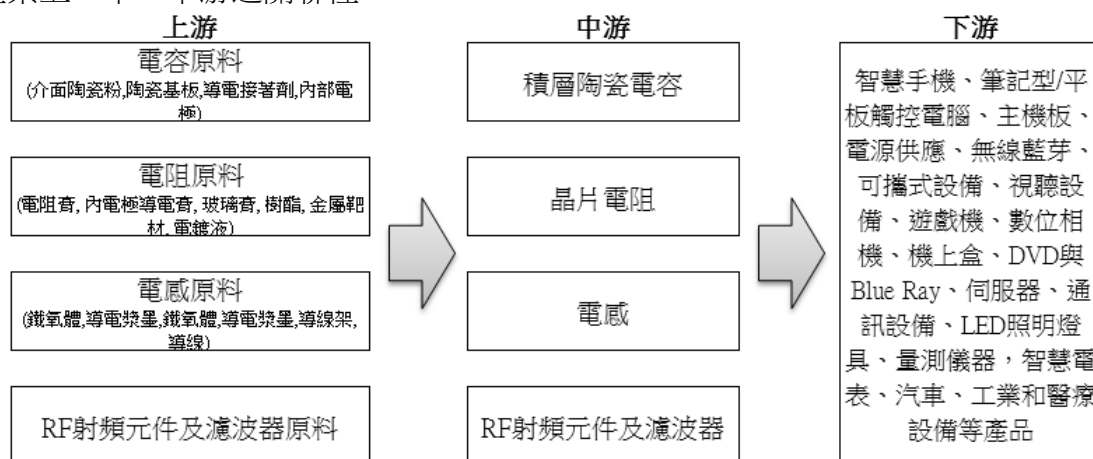 上游
電容原料
(介面陶瓷粉,陶瓷基板,導電接著劑,內部電
極)
電阻原料
(電阻膏, 內電極導電膏, 玻璃膏, 樹酯, 金屬靶
材, 電鍍液)
電感原料
(鐵氧體,導電漿墨,鐵氧體,導電漿墨,導線架,
導線)
RF射頻元件及濾波器原料
中游
積層陶瓷電容
晶片電阻
電感
RF射頻元件及濾波器
下游
智慧手機、筆記型/平
板觸控電腦、主機板、
電源供應、無線藍芽、
可攜式設備、視聽設
備、遊戲機、數位相
機、機上盒、DVD與
Blue Ray、伺服器、通
訊設備、LED照明燈
具、量測儀器，智慧電
表、汽車、工業和醫療
設備等產品